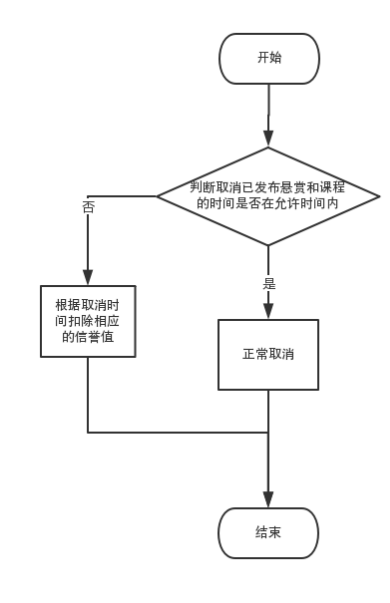 开始
判断取消已发布悬赏和课程
的时间是否在允许时间内
否
是
根据取消时
间扣除相应
的信誉值
正常取消
结束